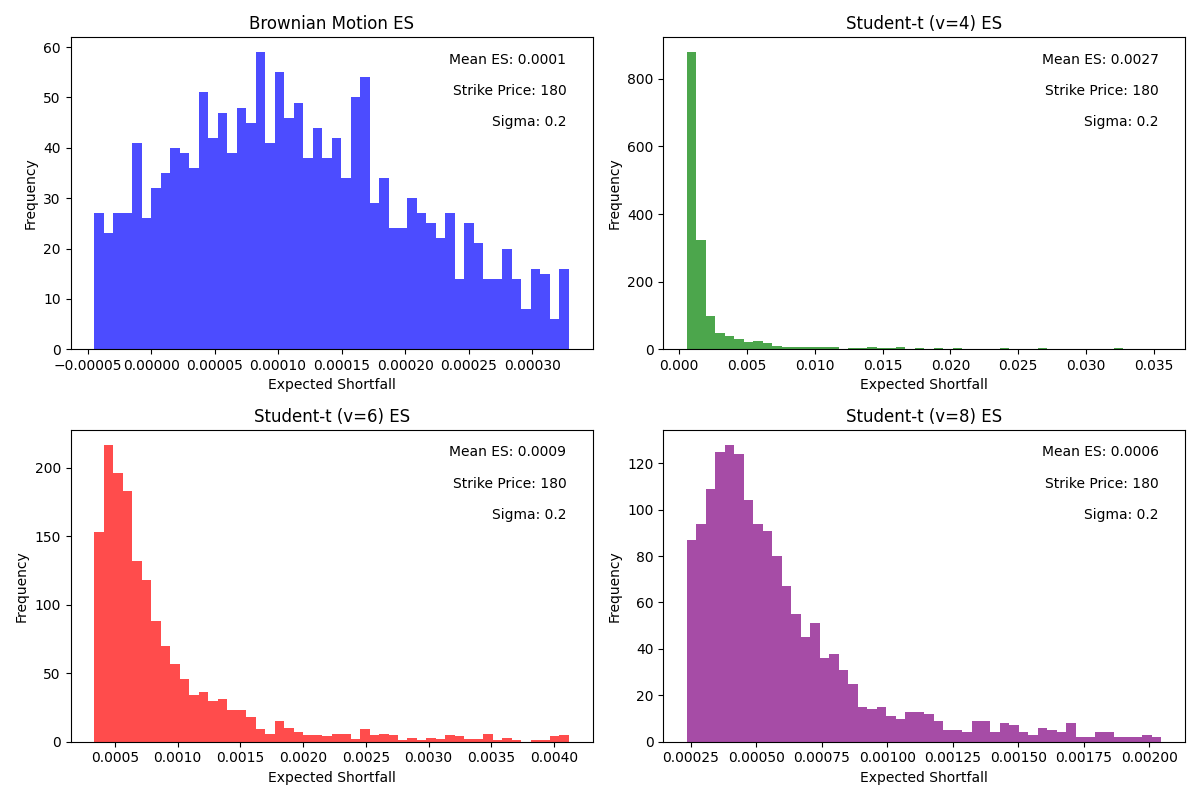 Brownian Motion ES
Mean ES: 0.0001
Strike Price: 180
Sigma: 0.2
Frequency
60
50
40
30
20
10
0
−0.00005 0.00000 0.00005 0.00010 0.00015 0.00020 0.00025 0.00030
Expected Shortfall
Student-t (v=4) ES
Mean ES: 0.0027
Strike Price: 180
Sigma: 0.2
Frequency
800
600
400
200
0
0.000 0.005 0.010 0.015 0.020 0.025 0.030 0.035
Expected Shortfall
Student-t (v=6) ES
Mean ES: 0.0009
Strike Price: 180
Sigma: 0.2
Frequency
200
150
100
50
0
0.0005 0.0010 0.0015 0.0020 0.0025 0.0030 0.0035 0.0040
Expected Shortfall
Student-t (v=8) ES
Mean ES: 0.0006
Strike Price: 180
Sigma: 0.2
Frequency
120
100
80
60
40
20
0
0.00025 0.00050 0.00075 0.00100 0.00125 0.00150 0.00175 0.00200
Expected Shortfall